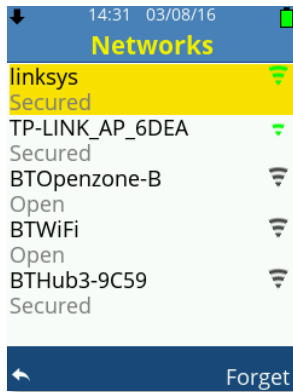 14:31 03/08/16
Networks
linksys
Secured
TP-LINK_AP_6DEA
Secured
BTOpenzone-B
Open
BTWiFi
Open
BTHub3-9C59
Secured
Forget